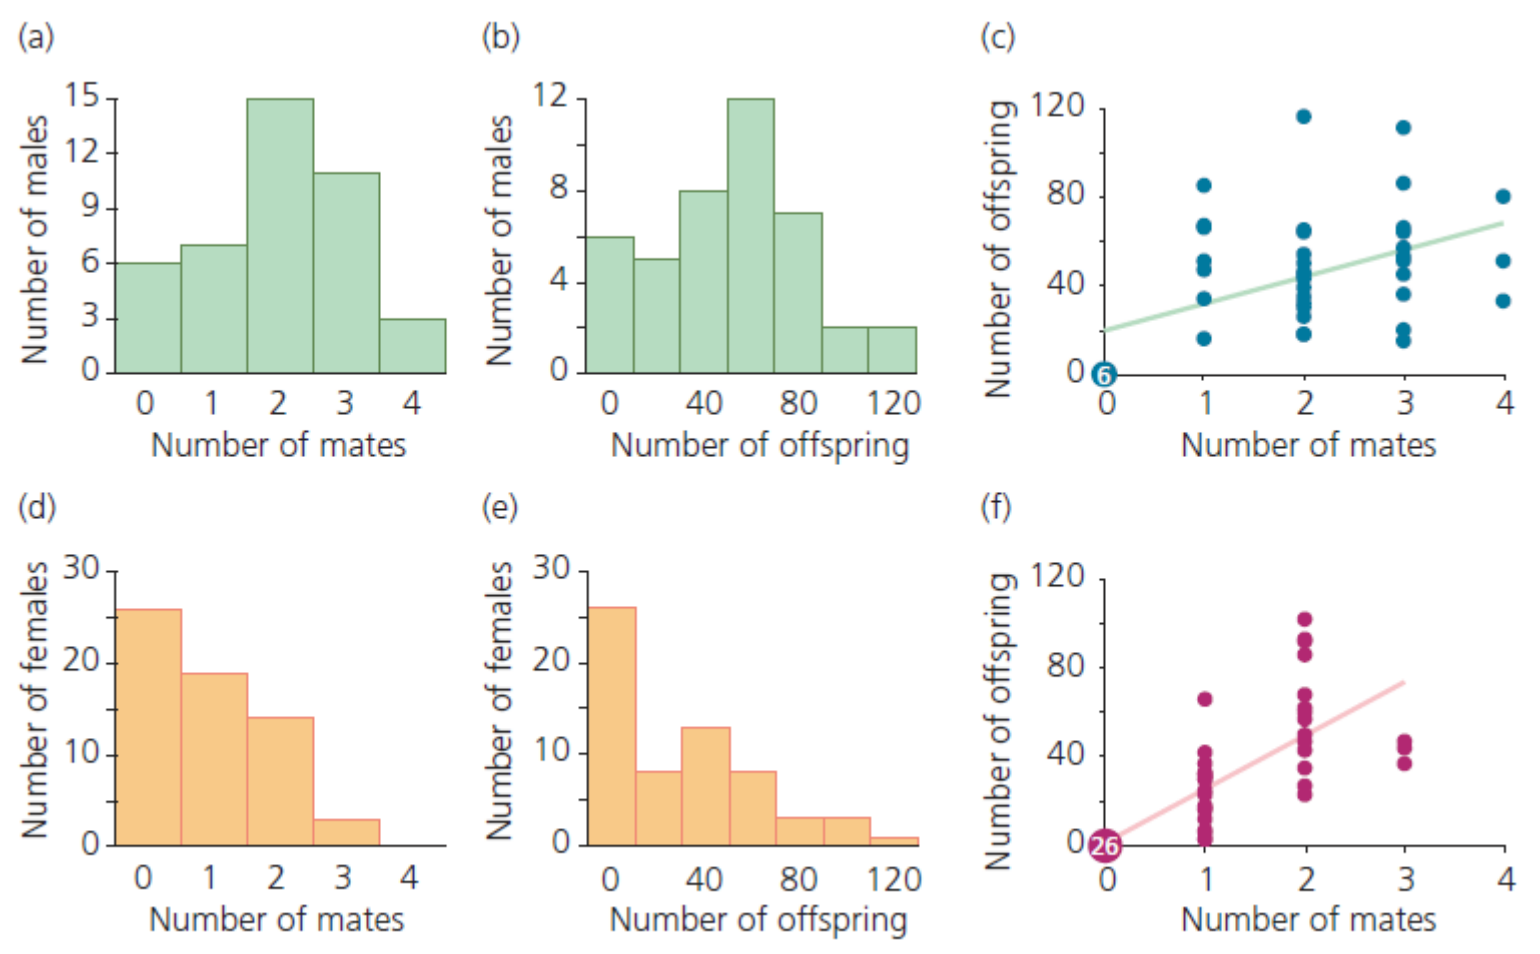 (a)
Number of males
15
12
9
6
3
0
0 1 2 3 4
Number of mates
(b)
Number of males
12
8
4
0
0 40 80 120
Number of offspring
(c)
Number of offspring
120
80
40
0
6
0 1 2 3 4
Number of mates
(d)
Number of females
30
20
10
0
0 1 2 3 4
Number of mates
(e)
Number of females
30
20
10
0
0 40 80 120
Number of offspring
(f)
Number of offspring
120
80
40
0
26
0 1 2 3 4
Number of mates